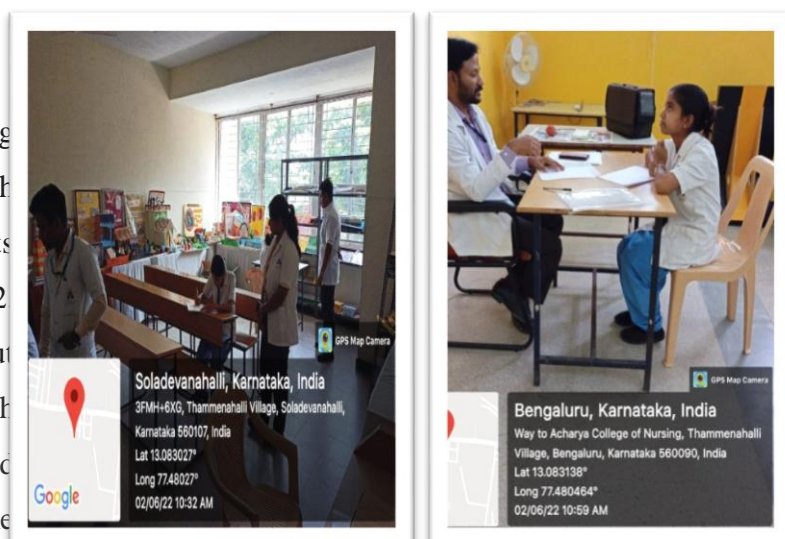 GPS Map Camera
Soladevanahalli, Karnataka, India
3FMH+6XG, Thammenahalli Village, Soladevanahalli,
Karnataka 560107, India
Lat 13.083027°
Long 77.48027°
02/06/22 10:32 AM
Google
GPS Map Camera
Bengaluru, Karnataka, India
Way to Acharya College of Nursing, Thammenahalli
Village, Bengaluru, Karnataka 560090, India
Lat 13.083138°
Long 77.480464°
02/06/22 10:59 AM